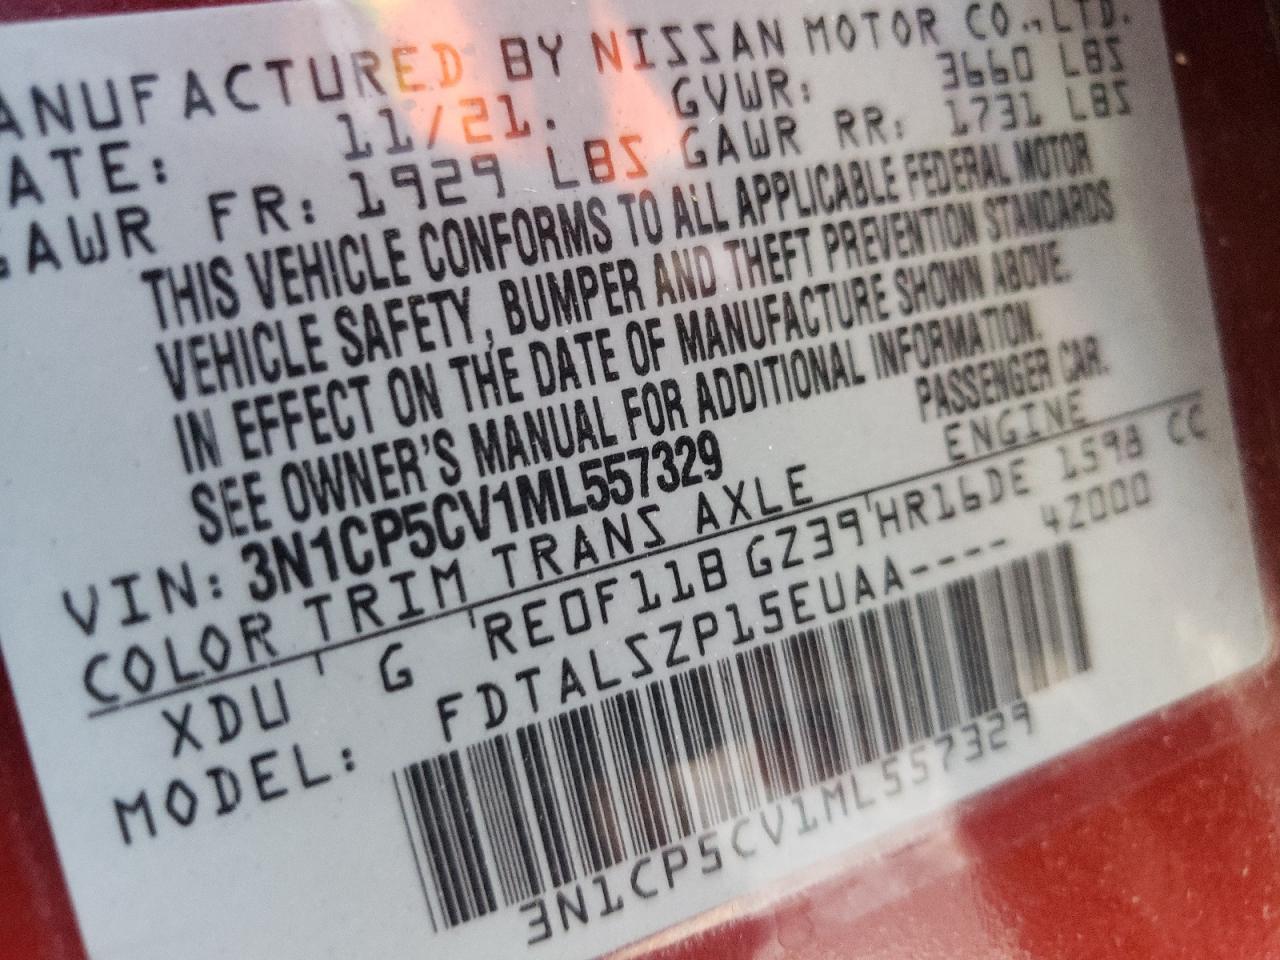 ANUFACTURED BY NISSAN MOTOR CO., LTD.
ATE: 11/21. GVWR: 3660 LBS
GAWR FR: 1929 LBS GAWR RR: 1731 LBS
THIS VEHICLE CONFORMS TO ALL APPLICABLE FEDERAL MOTOR
VEHICLE SAFETY, BUMPER AND THEFT PREVENTION STANDARDS
IN EFFECT ON THE DATE OF MANUFACTURE SHOWN ABOVE.
SEE OWNER'S MANUAL FOR ADDITIONAL INFORMATION.
VIN: 3N1CP5CV1ML557329 PASSENGER CAR.
COLOR TRIM TRANS AXLE ENGINE
XDU G RE0F11B GZ39 HR16DE 1598 CC
MODEL: FDTALSZP15EUAA---- 4Z000
3N1CP5CV1ML557329